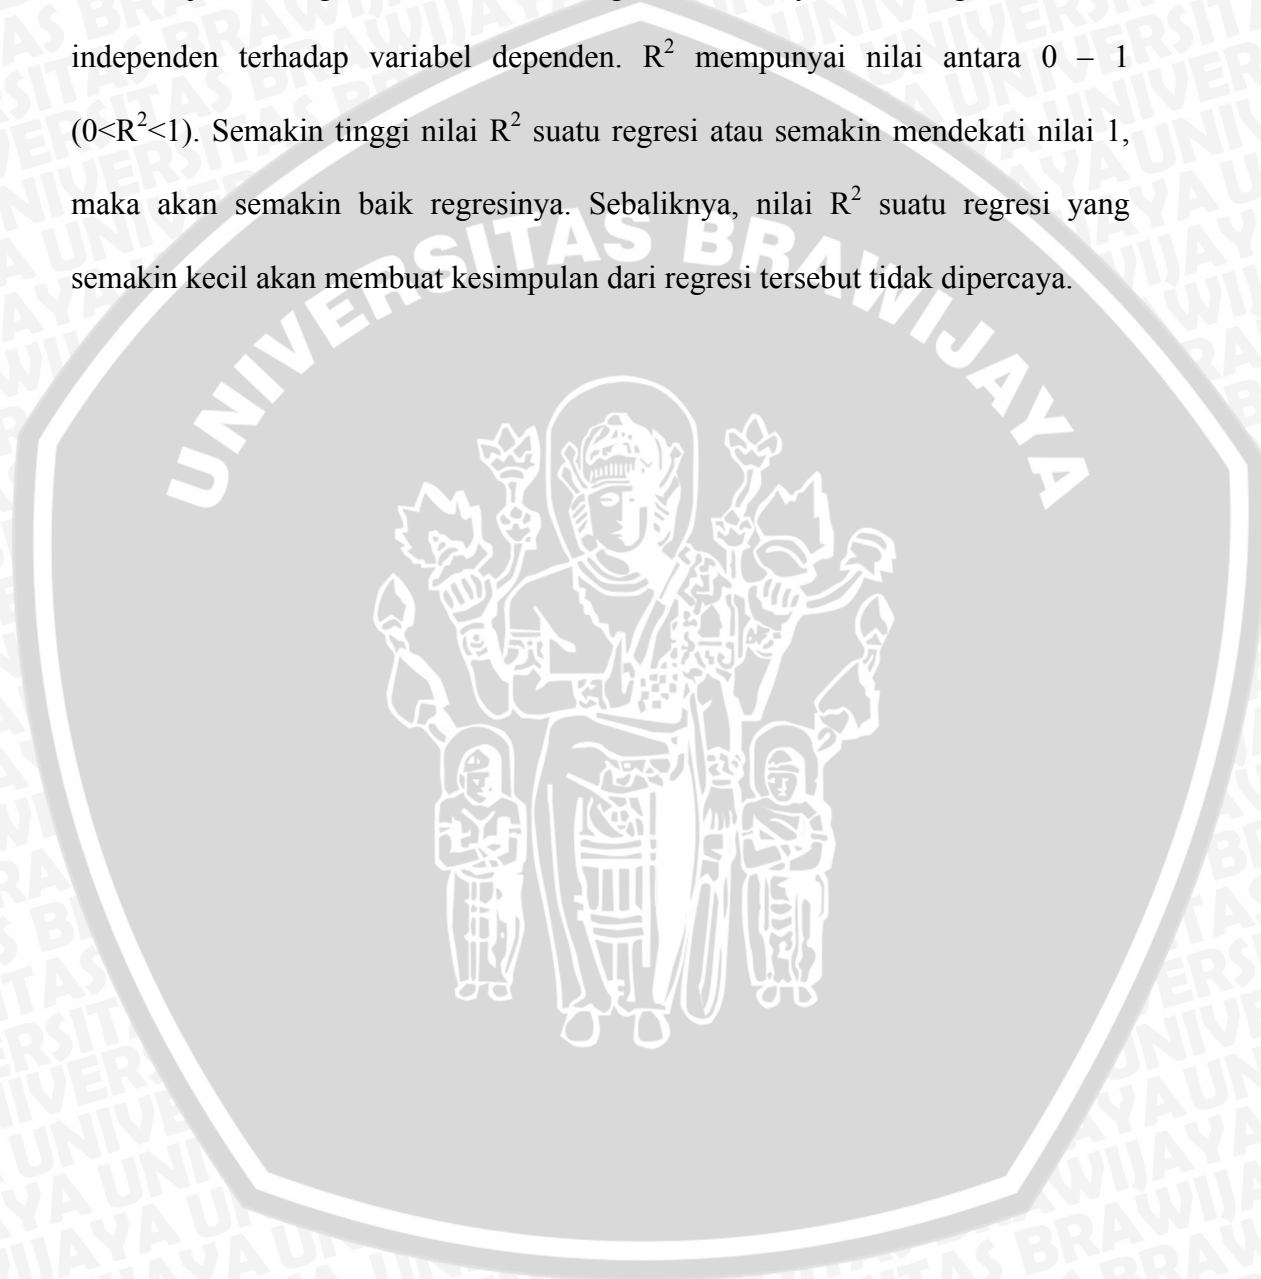 independen terhadap variabel dependen. R² mempunyai nilai antara 0 – 1
(0<R²<1). Semakin tinggi nilai R² suatu regresi atau semakin mendekati nilai 1,
maka akan semakin baik regresinya. Sebaliknya, nilai R² suatu regresi yang
semakin kecil akan membuat kesimpulan dari regresi tersebut tidak dipercaya.
UNIVERSITAS BRAWIJAYA